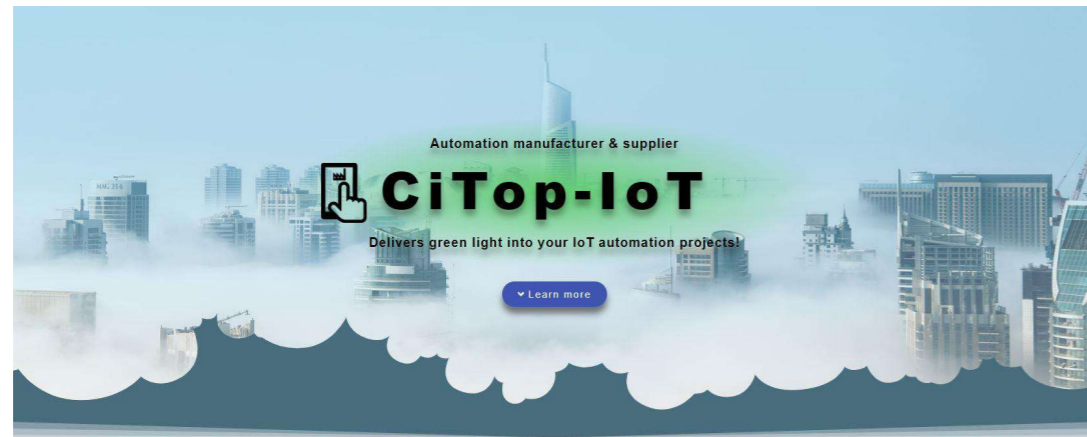 Automation manufacturer & supplier
CiTop-IoT
Delivers green light into your IoT automation projects!
Learn more